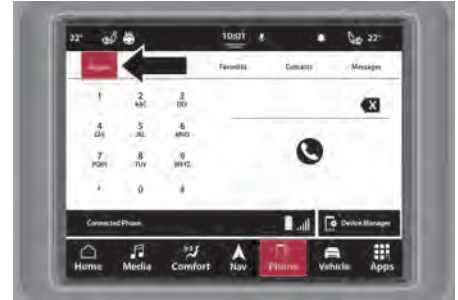 22° 10:01 22°
Favorites Contacts Messages
1 2 3
ABC DEF
4 5 6
GHI JKL MNO
7 8 9
PQRS TUV WXYZ
* 0 #
Connected Phone Device Manager
Home Media Comfort Nav Phone Vehicle Apps